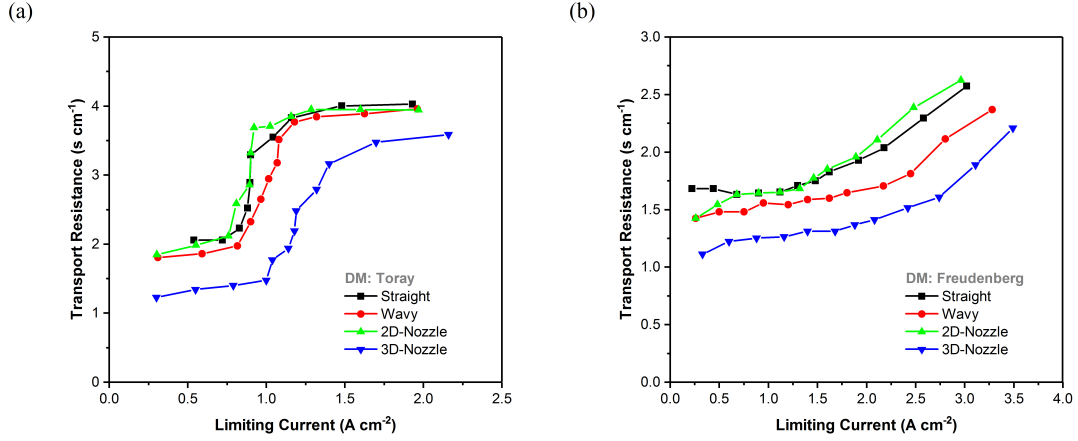 (a)
5
4
3
2
1
0
0.0 0.5 1.0 1.5 2.0 2.5
Transport Resistance (s cm⁻¹)
Limiting Current (A cm⁻²)
DM: Toray
Straight
Wavy
2D-Nozzle
3D-Nozzle
(b)
3.0
2.5
2.0
1.5
1.0
0.5
0.0
0.0 0.5 1.0 1.5 2.0 2.5 3.0 3.5 4.0
Transport Resistance (s cm⁻¹)
Limiting Current (A cm⁻²)
DM: Freudenberg
Straight
Wavy
2D-Nozzle
3D-Nozzle